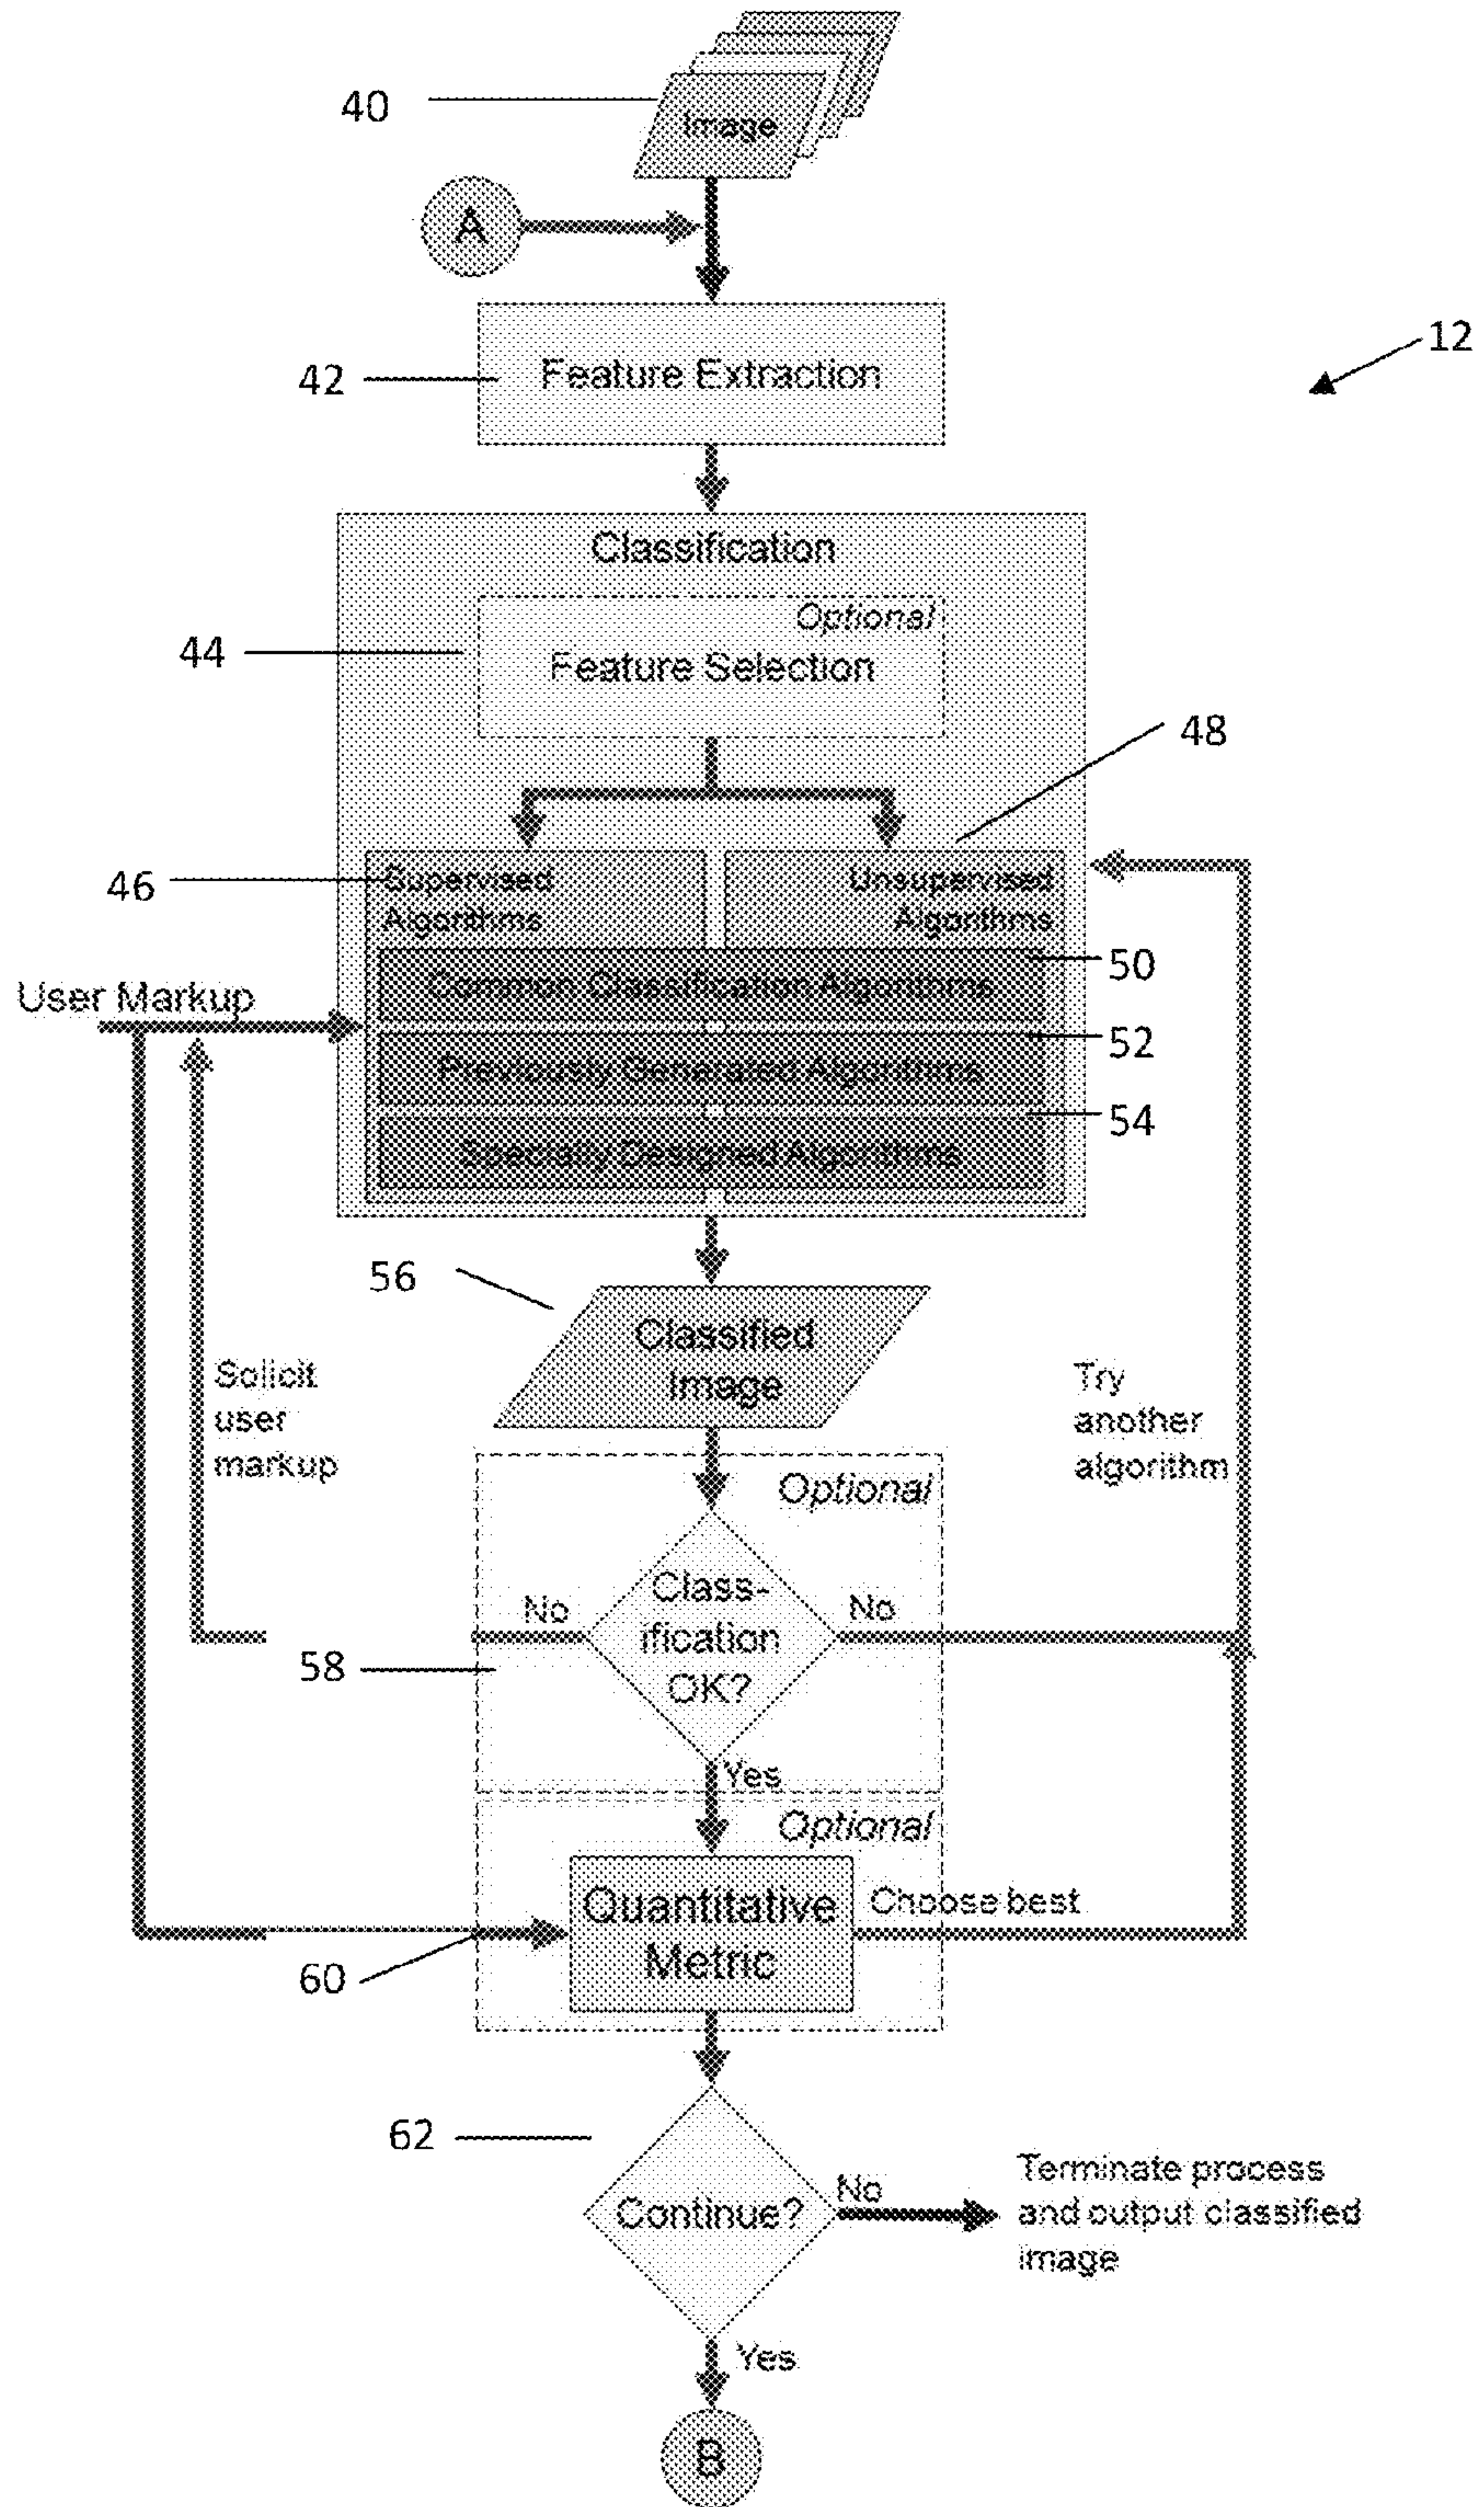 40
Image
A
12
42
Feature Extraction
Classification
Optional
44
Feature Selection
48
46
Supervised
Algorithms
Unsupervised
Algorithms
50
Common Classification Algorithms
User Markup
52
Previously Generated Algorithms
54
Specially Designed Algorithms
56
Classified
Image
Solicit
user
markup
Try
another
algorithm
Optional
No
Class-
ification
OK?
No
58
Yes
Optional
Quantitative
Metric
Choose best
60
62
Continue?
No
Terminate process
and output classified
image
Yes
B